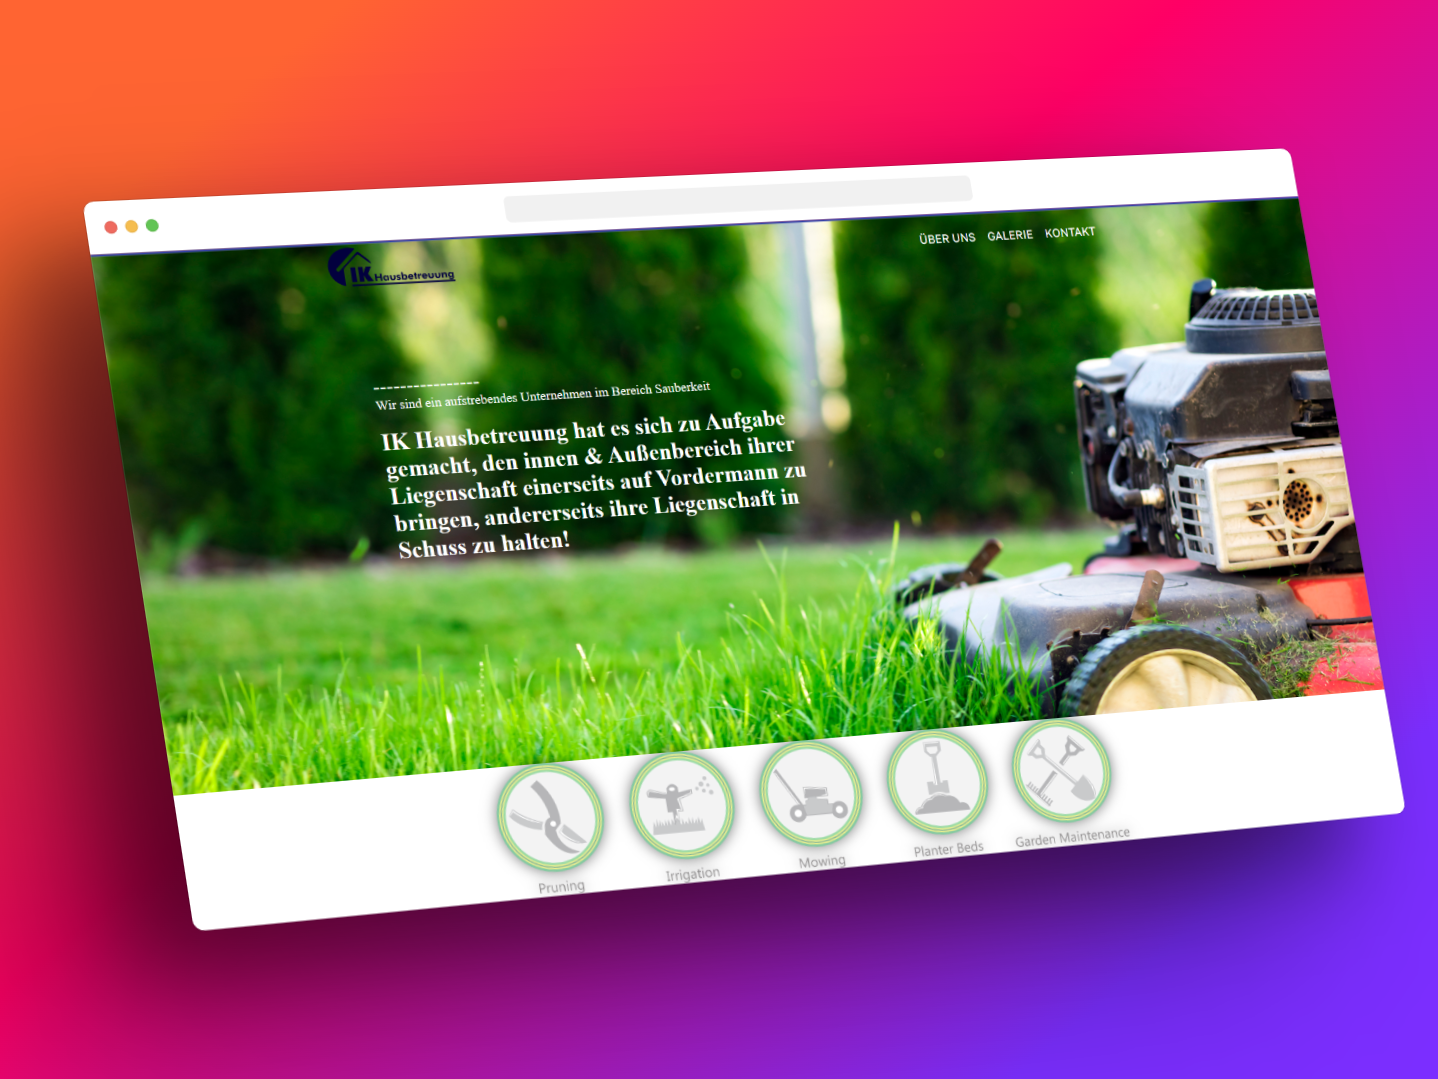 IK Hausbetreuung
ÜBER UNS GALERIE KONTAKT
----------------
Wir sind ein aufstrebendes Unternehmen im Bereich Sauberkeit
IK Hausbetreuung hat es sich zu Aufgabe
gemacht, den innen & Außenbereich ihrer
Liegenschaft einerseits auf Vordermann zu
bringen, andererseits ihre Liegenschaft in
Schuss zu halten!
Pruning
Irrigation
Mowing
Planter Beds
Garden Maintenance